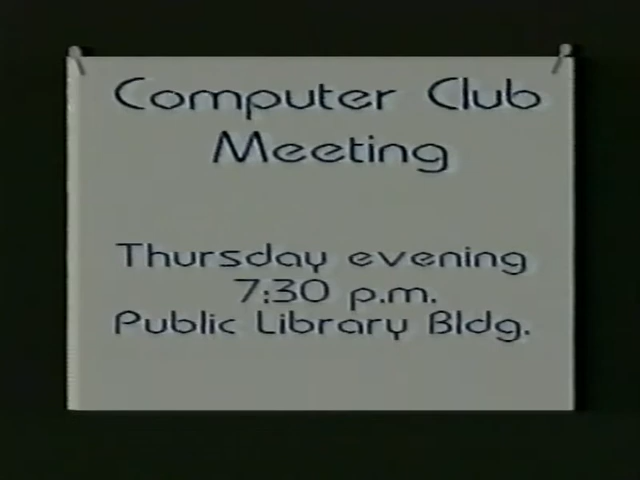 Computer Club
Meeting
Thursday evening
7:30 p.m.
Public Library Bldg.